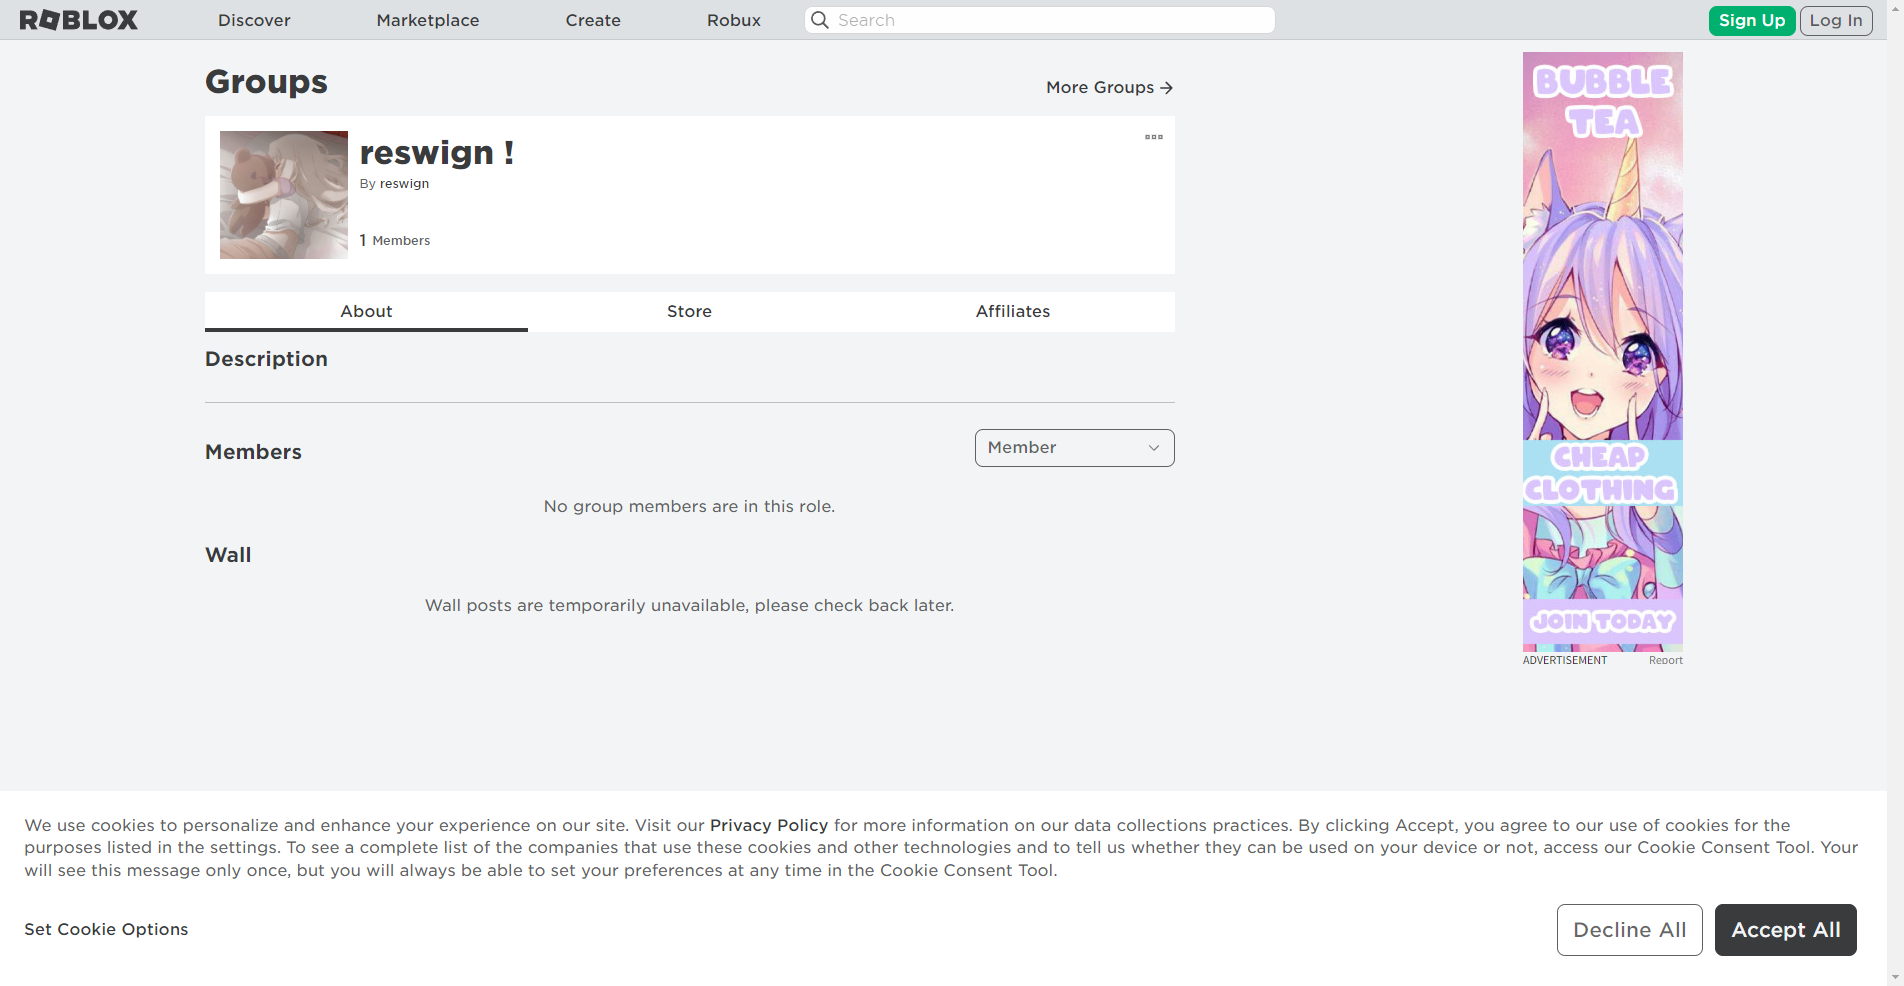 ROBLOX
Discover
Marketplace
Create
Robux
Search
Sign Up
Log In
Groups
More Groups
reswign !
By reswign
1 Members
About
Store
Affiliates
Description
Members
Member
No group members are in this role.
Wall
Wall posts are temporarily unavailable, please check back later.
BUBBLE
TEA
CHEAP
CLOTHING
JOIN TODAY
ADVERTISEMENT
Report
We use cookies to personalize and enhance your experience on our site. Visit our Privacy Policy for more information on our data collections practices. By clicking Accept, you agree to our use of cookies for the
purposes listed in the settings. To see a complete list of the companies that use these cookies and other technologies and to tell us whether they can be used on your device or not, access our Cookie Consent Tool. Your
will see this message only once, but you will always be able to set your preferences at any time in the Cookie Consent Tool.
Set Cookie Options
Decline All
Accept All